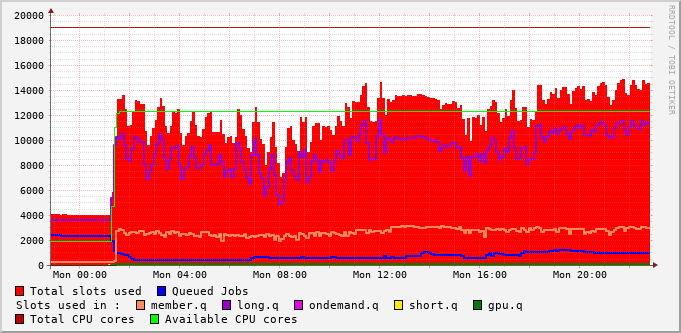 20000
18000
16000
14000
12000
10000
8000
6000
4000
2000
0
Mon 00:00 Mon 04:00 Mon 08:00 Mon 12:00 Mon 16:00 Mon 20:00
Total slots used Queued Jobs
Slots used in : member.q long.q ondemand.q short.q gpu.q
Total CPU cores Available CPU cores
RRDTOOL / TOBI OETIKER